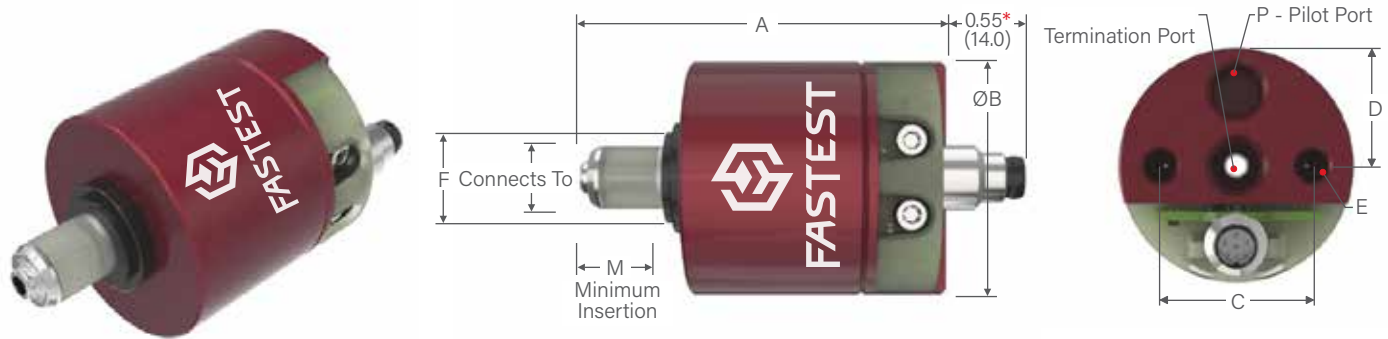 FASTEST
A
0.55*
(14.0)
ØB
F
Connects To
M
Minimum
Insertion
FASTEST
P - Pilot Port
Termination Port
D
E
C